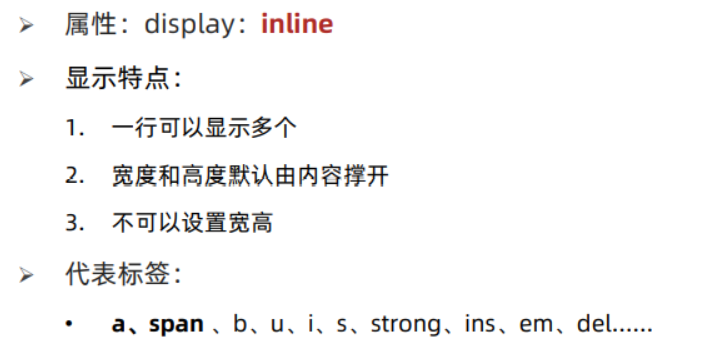 ➢ 属性：display：inline
➢ 显示特点：
1. 一行可以显示多个
2. 宽度和高度默认由内容撑开
3. 不可以设置宽高
➢ 代表标签：
• a、span 、b、u、i、s、strong、ins、em、del......